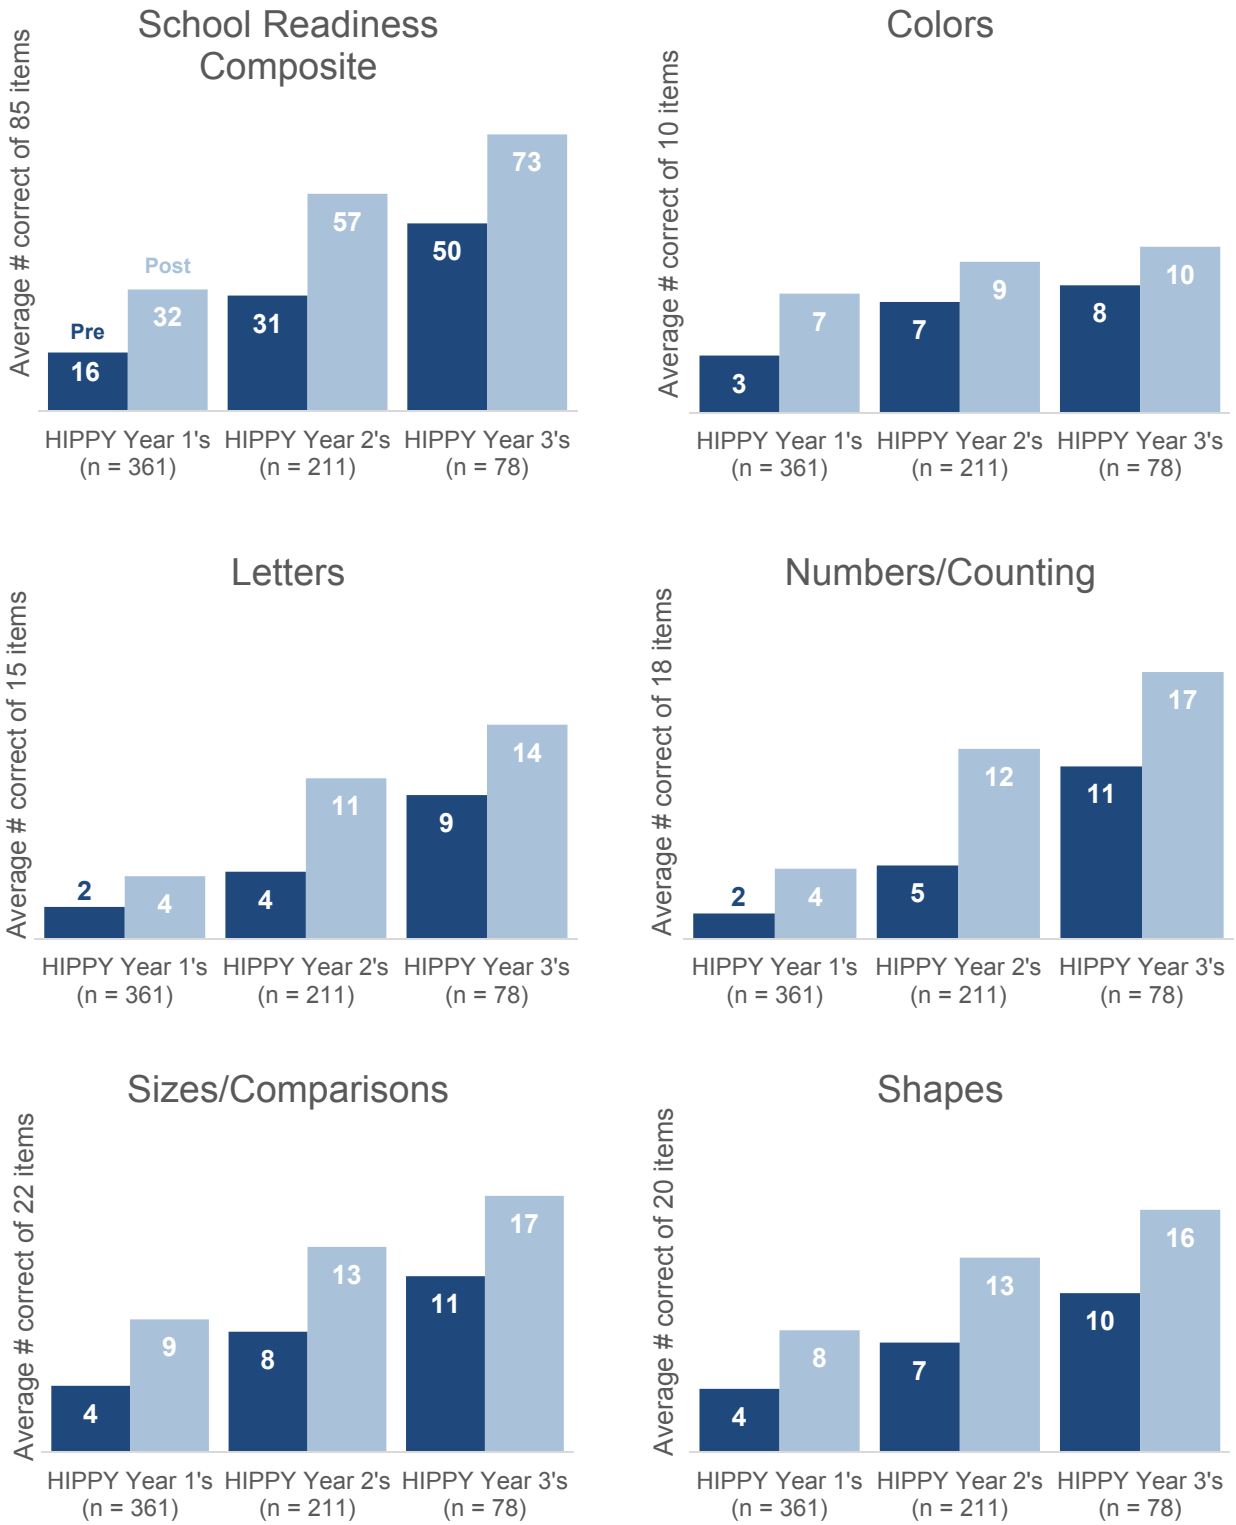 School Readiness
Composite
Average # correct of 85 items
Pre
Post
16
32
31
57
50
73
HIPPY Year 1's
(n = 361)
HIPPY Year 2's
(n = 211)
HIPPY Year 3's
(n = 78)
Colors
Average # correct of 10 items
3
7
7
9
8
10
HIPPY Year 1's
(n = 361)
HIPPY Year 2's
(n = 211)
HIPPY Year 3's
(n = 78)
Letters
Average # correct of 15 items
2
4
4
11
9
14
HIPPY Year 1's
(n = 361)
HIPPY Year 2's
(n = 211)
HIPPY Year 3's
(n = 78)
Numbers/Counting
Average # correct of 18 items
2
4
5
12
11
17
HIPPY Year 1's
(n = 361)
HIPPY Year 2's
(n = 211)
HIPPY Year 3's
(n = 78)
Sizes/Comparisons
Average # correct of 22 items
4
9
8
13
11
17
HIPPY Year 1's
(n = 361)
HIPPY Year 2's
(n = 211)
HIPPY Year 3's
(n = 78)
Shapes
Average # correct of 20 items
4
8
7
13
10
16
HIPPY Year 1's
(n = 361)
HIPPY Year 2's
(n = 211)
HIPPY Year 3's
(n = 78)